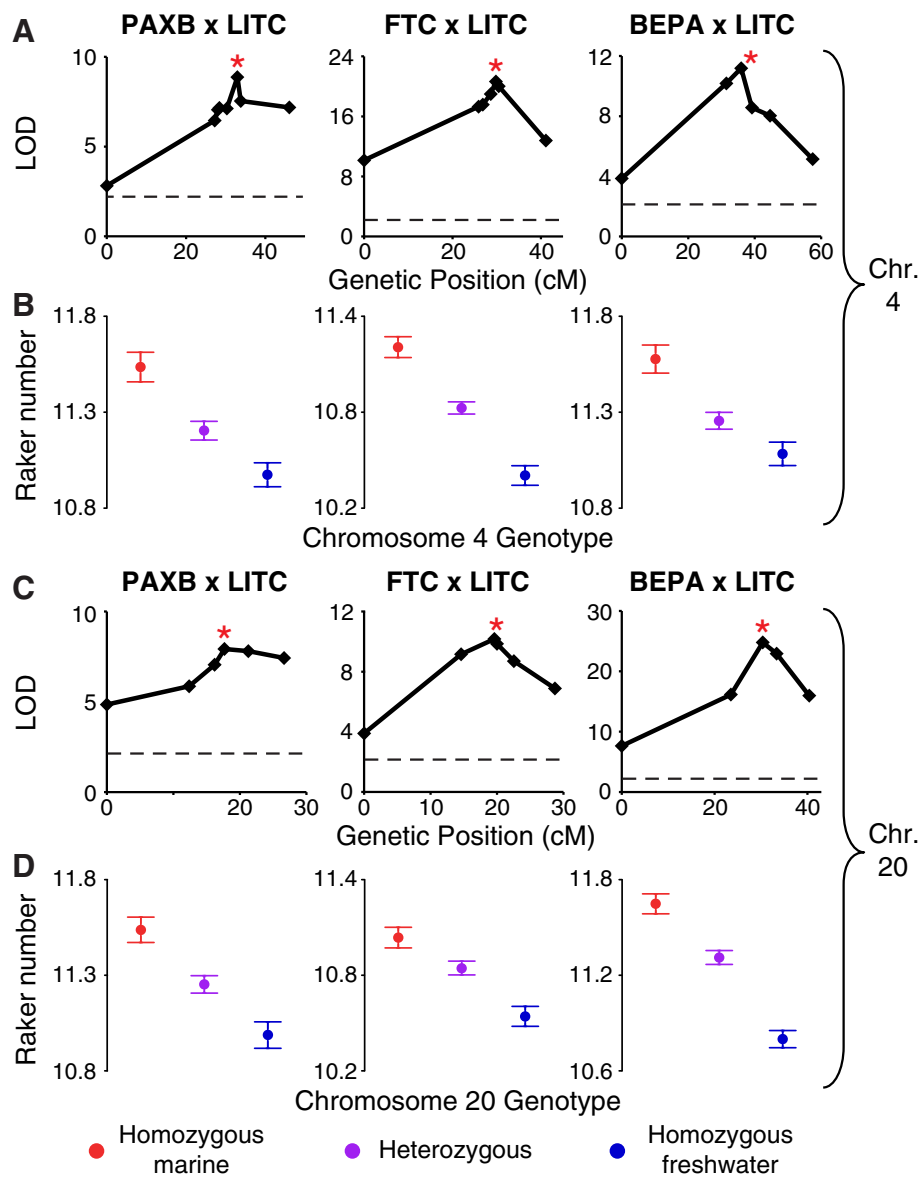 A
PAXB x LITC
FTC x LITC
BEPA x LITC
LOD
10
5
0
0
20
40
24
16
8
0
0
20
40
12
8
4
0
0
20
40
60
*
*
*
Genetic Position (cM)
Chr.
4
B
Raker number
11.8
11.3
10.8
11.4
10.8
10.2
11.8
11.3
10.8
Chromosome 4 Genotype
C
PAXB x LITC
FTC x LITC
BEPA x LITC
LOD
10
5
0
0
20
30
12
8
4
0
0
10
20
30
30
20
10
0
0
20
40
*
*
*
Genetic Position (cM)
Chr.
20
D
Raker number
11.8
11.3
10.8
11.4
10.8
10.2
11.8
11.2
10.6
Chromosome 20 Genotype
Homozygous
marine
Heterozygous
Homozygous
freshwater